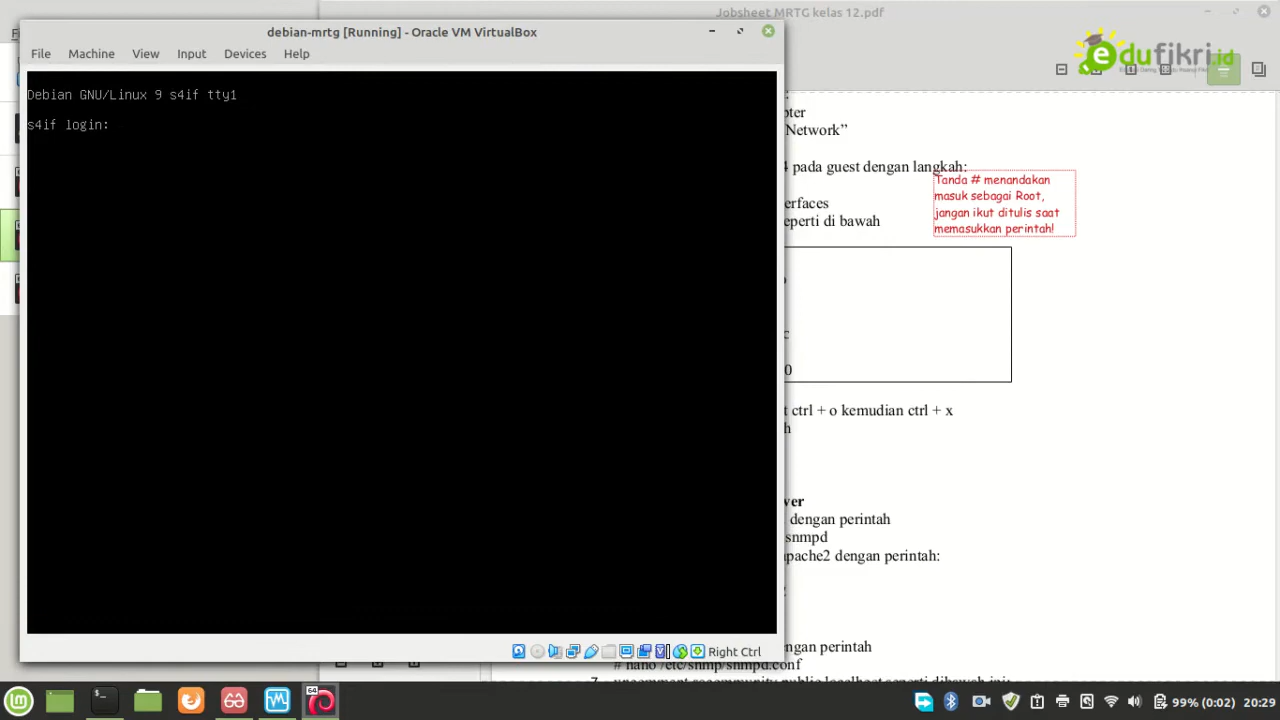 Jobsheet MRTG kelas 12.pdf
debian-mrtg [Running] - Oracle VM VirtualBox
File Machine View Input Devices Help
Debian GNU/Linux 9 s4if tty1
s4if login:
Right Ctrl
edufikri.id
Network”
4 pada guest dengan langkah:
Tanda # menandakan
masuk sebagai Root,
jangan ikut ditulis saat
memasukkan perintah!
erfaces
eperti di bawah
c
0
t ctrl + o kemudian ctrl + x
h
ver
dengan perintah
snmpd
apache2 dengan perintah:
engan perintah
# nano /etc/snmp/snmpd.conf
99% (0:02) 20:29